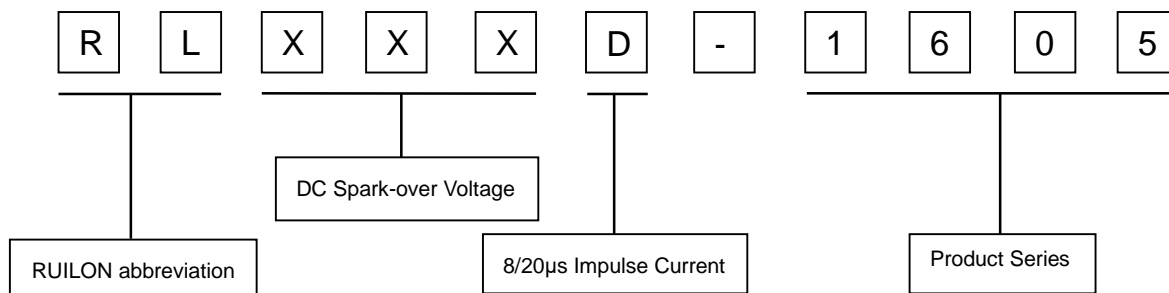 R L X X X D - 1 6 0 5
DC Spark-over Voltage
RUILON abbreviation
8/20μs Impulse Current
Product Series